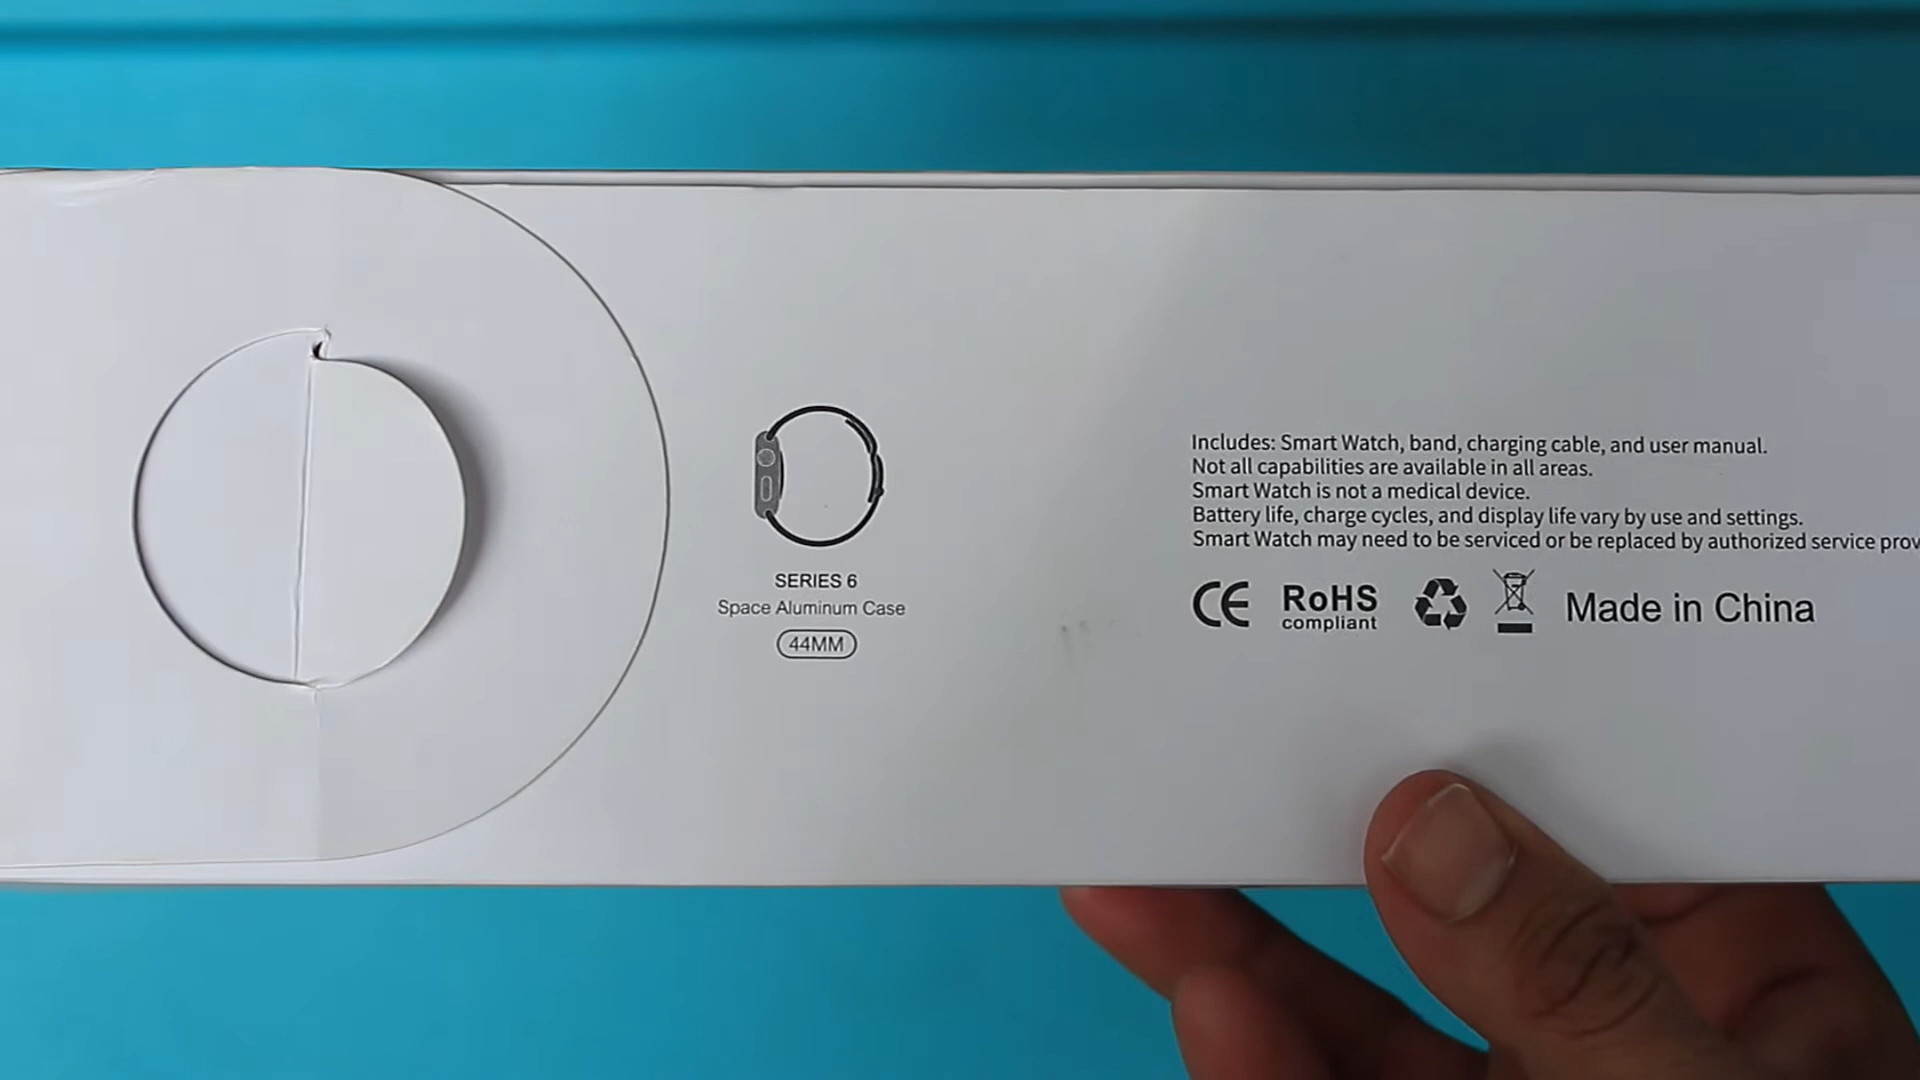 SERIES 6
Space Aluminum Case
44MM
Includes: Smart Watch, band, charging cable, and user manual.
Not all capabilities are available in all areas.
Smart Watch is not a medical device.
Battery life, charge cycles, and display life vary by use and settings.
Smart Watch may need to be serviced or be replaced by authorized service prov
CE RoHS compliant Made in China